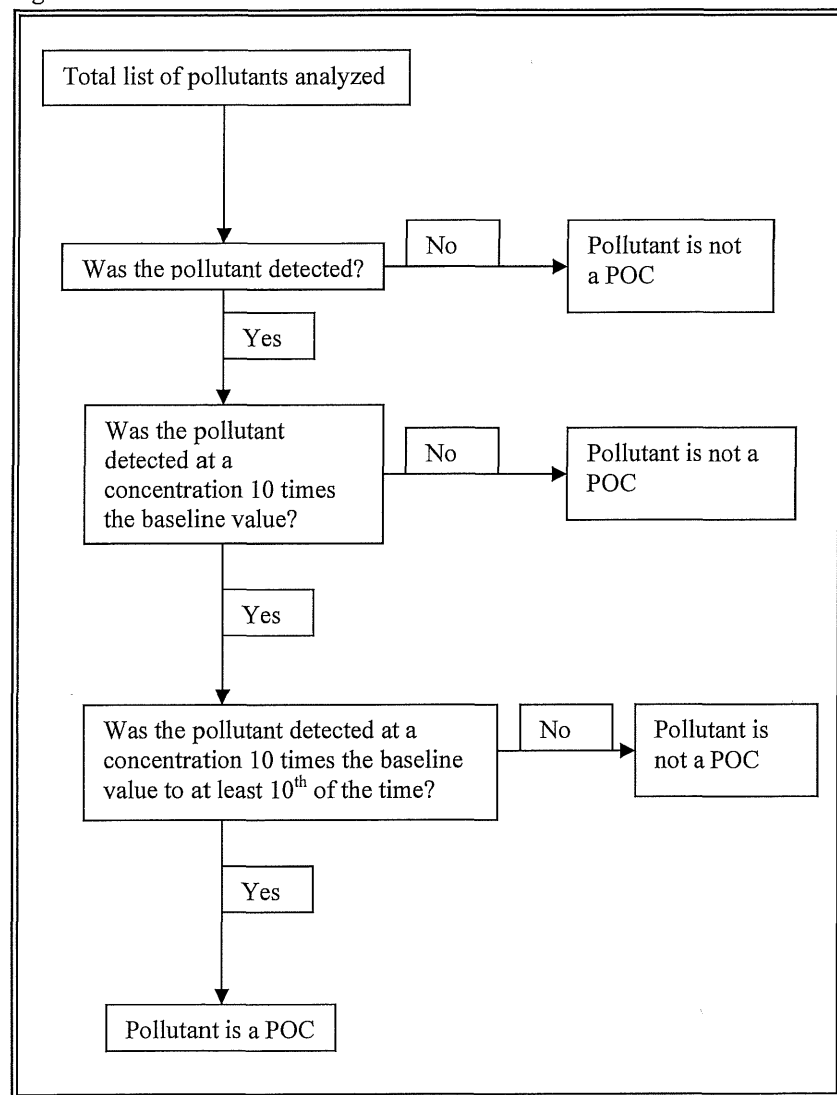 Total list of pollutants analyzed
Was the pollutant detected?
No
Pollutant is not
a POC
Yes
Was the pollutant
detected at a
concentration 10 times
the baseline value?
No
Pollutant is not a
POC
Yes
Was the pollutant detected at a
concentration 10 times the baseline
value to at least 10th of the time?
No
Pollutant is
not a POC
Yes
Pollutant is a POC